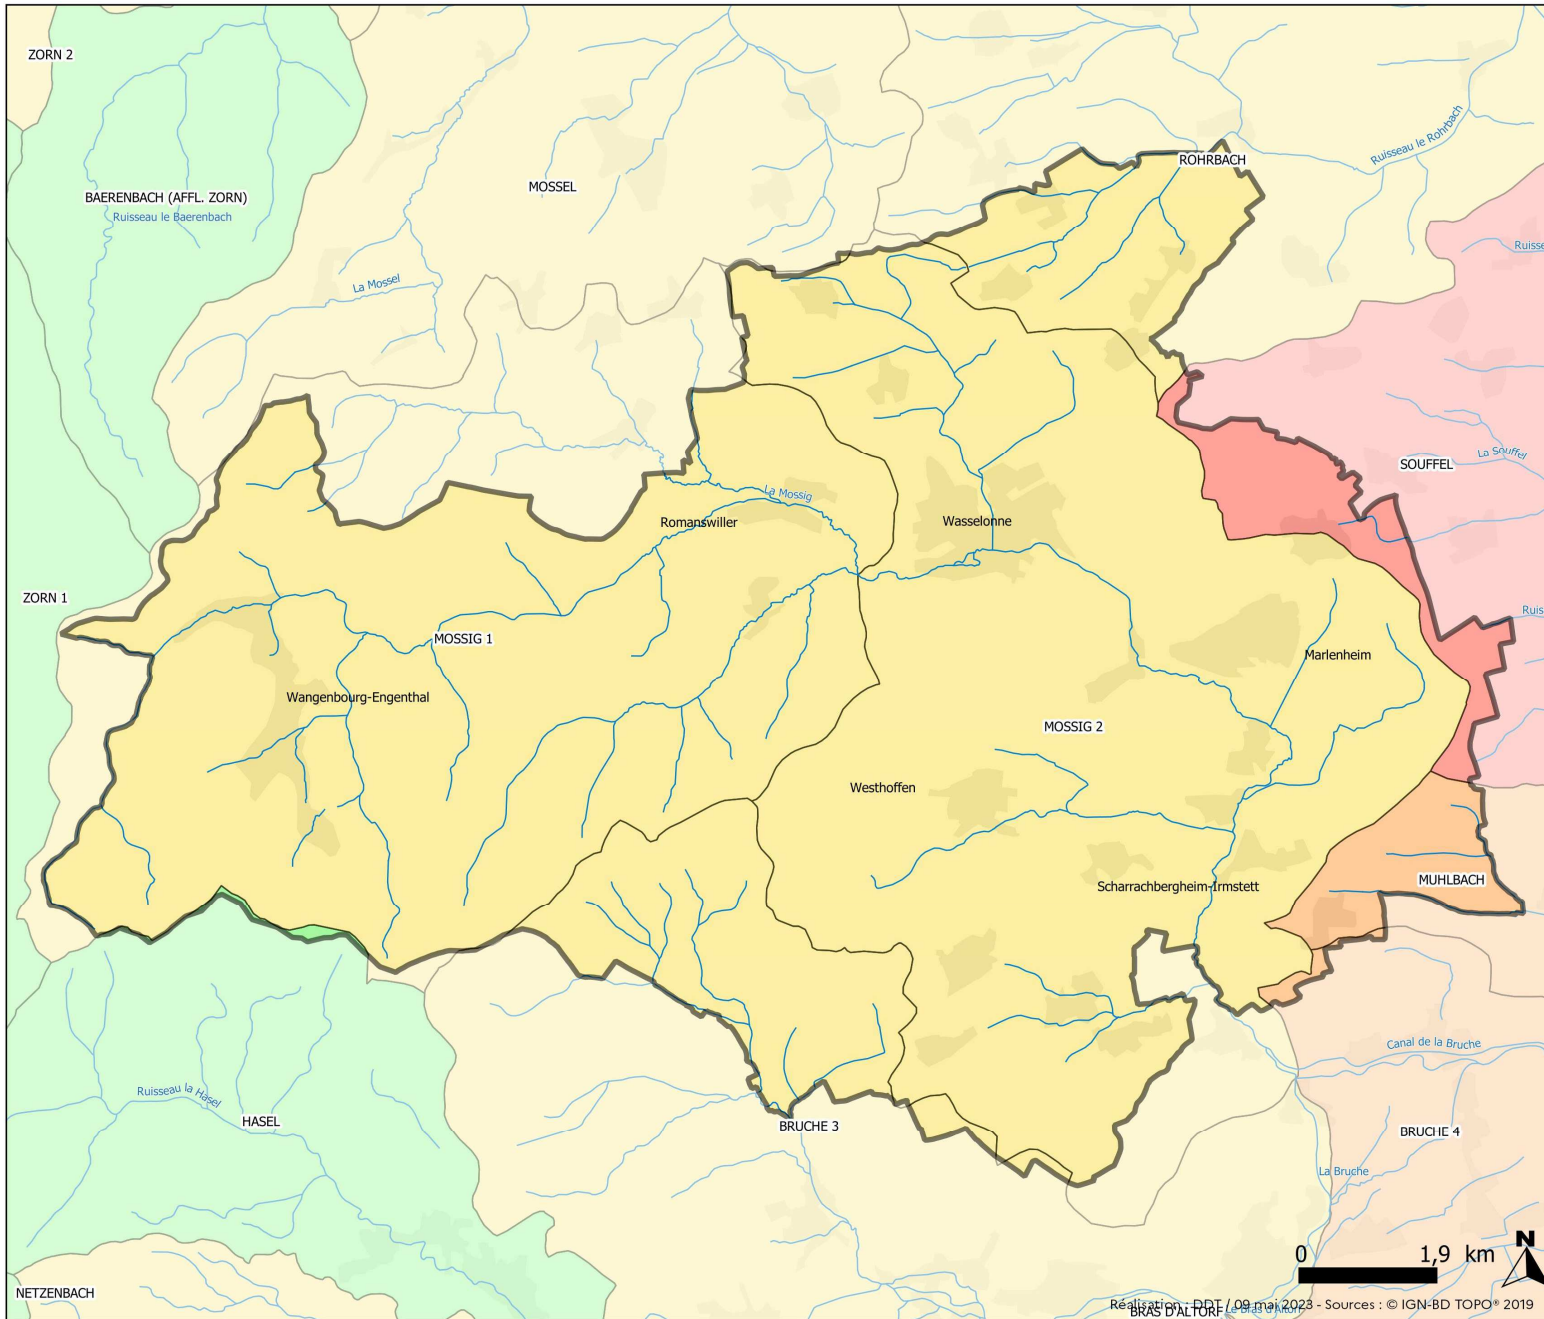 ZORN 2
ROHRBACH
Ruisseau le Rohrbach
MOSSEL
BAERENBACH (AFFL. ZORN)
Ruisseau le Baerenbach
Ruisse
La Mossel
SOUFFEL
La Souffel
La Mossig
Romanswiller
Wasselonne
ZORN 1
Ruis
MOSSIG 1
Marlenheim
Wangenbourg-Engenthal
MOSSIG 2
Westhoffen
MUHLBACH
Scharrachbergheim-Irmstett
Canal de la Bruche
Ruisseau la Hasel
HASEL
BRUCHE 3
BRUCHE 4
La Bruche
N
0 1,9 km
NETZENBACH
Réalisation : DDT / 09 mai 2023 - Sources : © IGN-BD TOPO® 2019
BRAS D'ALTORF
Le Bras d'Altorf